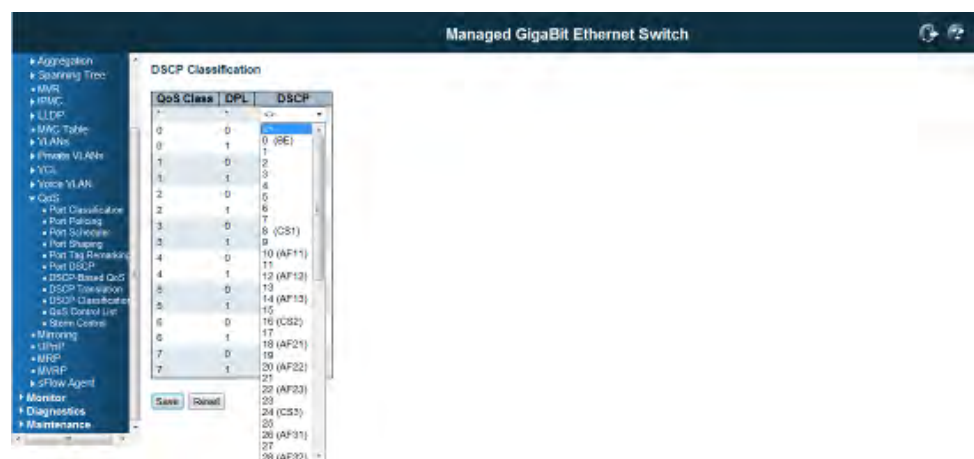 Managed GigaBit Ethernet Switch
Aggregation
Spanning Tree
MVR
IPMC
LLDP
MAC Table
VLANs
Private VLANs
VCL
Voice VLAN
QoS
Port Classification
Port Policing
Port Scheduler
Port Shaping
Port Tag Remarking
Port DSCP
DSCP-Based QoS
DSCP Translation
DSCP Classification
QoS Control List
Storm Control
Mirroring
UPnP
MRP
MVRP
sFlow Agent
Monitor
Diagnostics
Maintenance
DSCP Classification
QoS Class DPL DSCP
* * <>
0 0
0 1
1 0
1 1
2 0
2 1
3 0
3 1
4 0
4 1
5 0
5 1
6 0
6 1
7 0
7 1
<>
0 (BE)
1
2
3
4
5
6
7
8 (CS1)
9
10 (AF11)
11
12 (AF12)
13
14 (AF13)
15
16 (CS2)
17
18 (AF21)
19
20 (AF22)
21
22 (AF23)
23
24 (CS3)
25
26 (AF31)
27
28 (AF32)
Save Reset